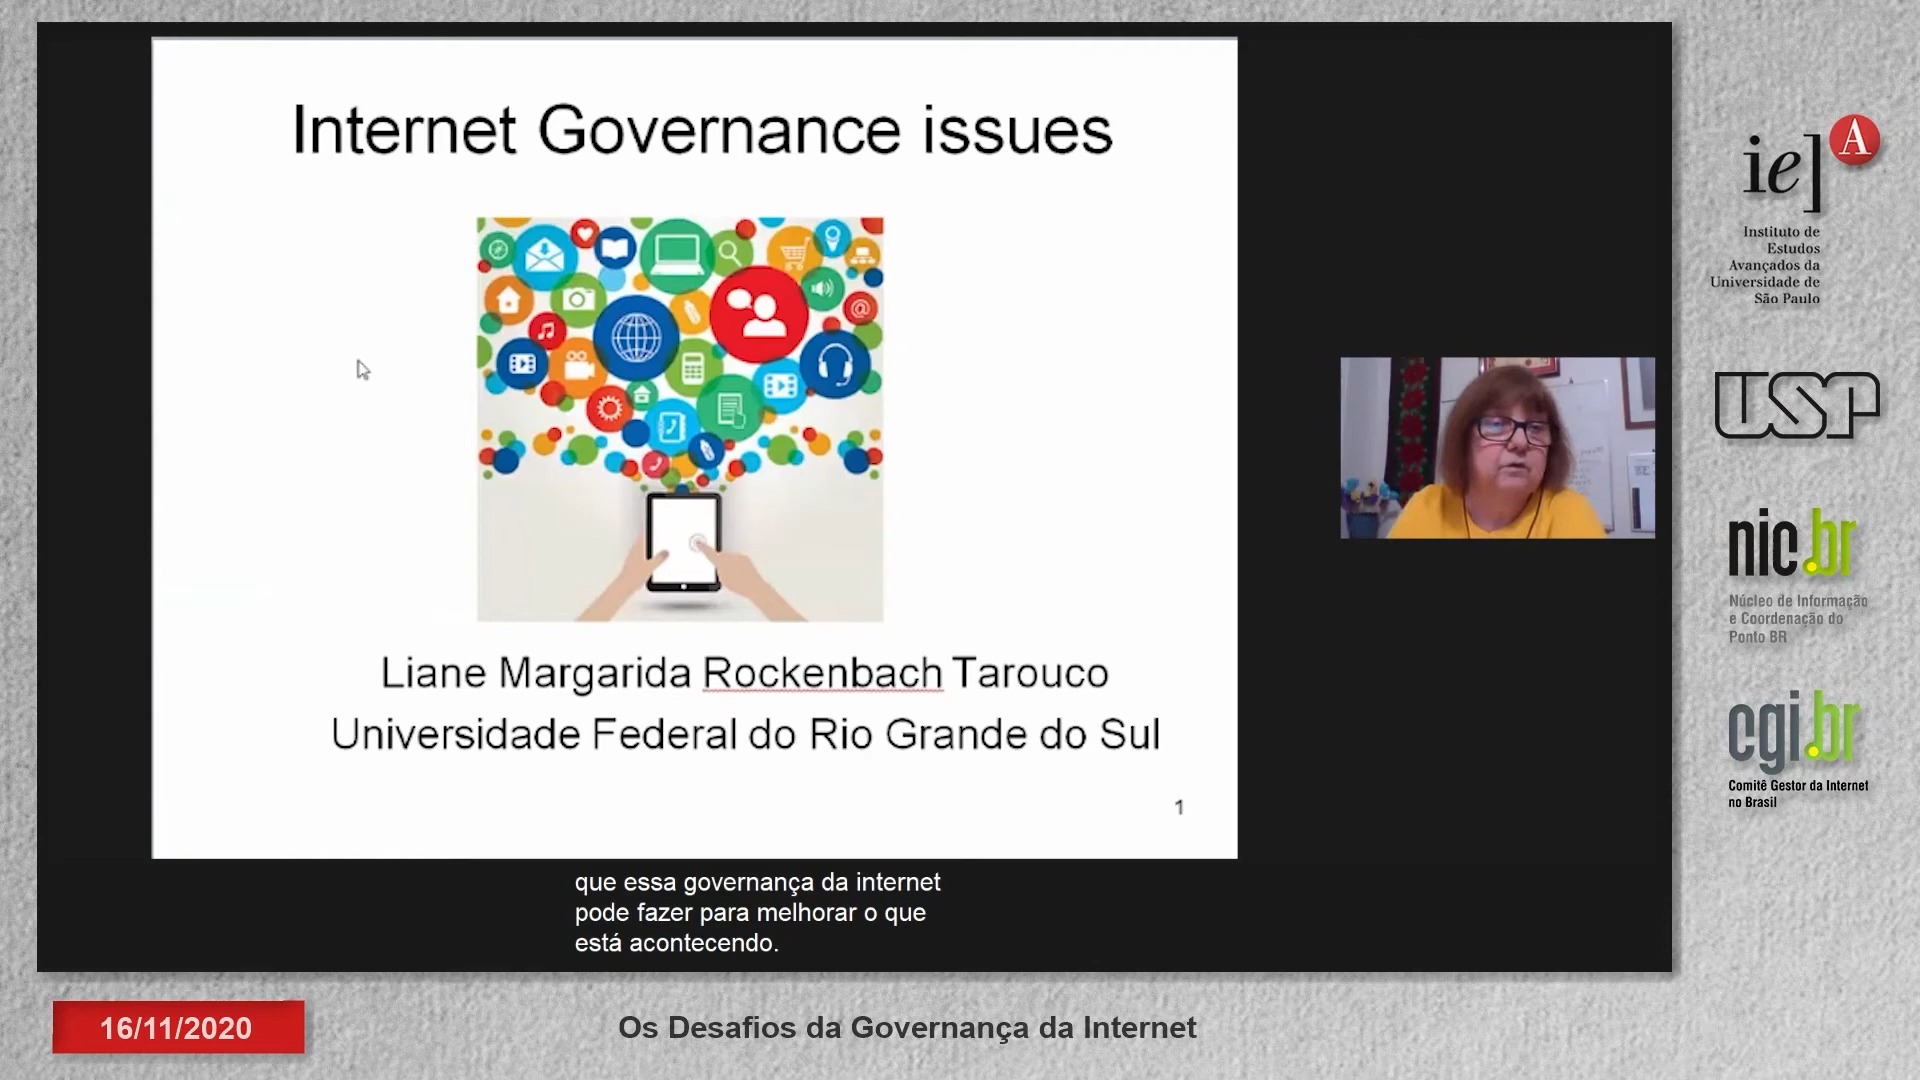 Internet Governance issues
Liane Margarida Rockenbach Tarouco
Universidade Federal do Rio Grande do Sul
1
que essa governança da internet
pode fazer para melhorar o que
está acontecendo.
iea
Instituto de
Estudos
Avançados da
Universidade de
São Paulo
USP
nic.br
Núcleo de Informação
e Coordenação do
Ponto BR
cgi.br
Comitê Gestor da Internet
no Brasil
16/11/2020
Os Desafios da Governança da Internet